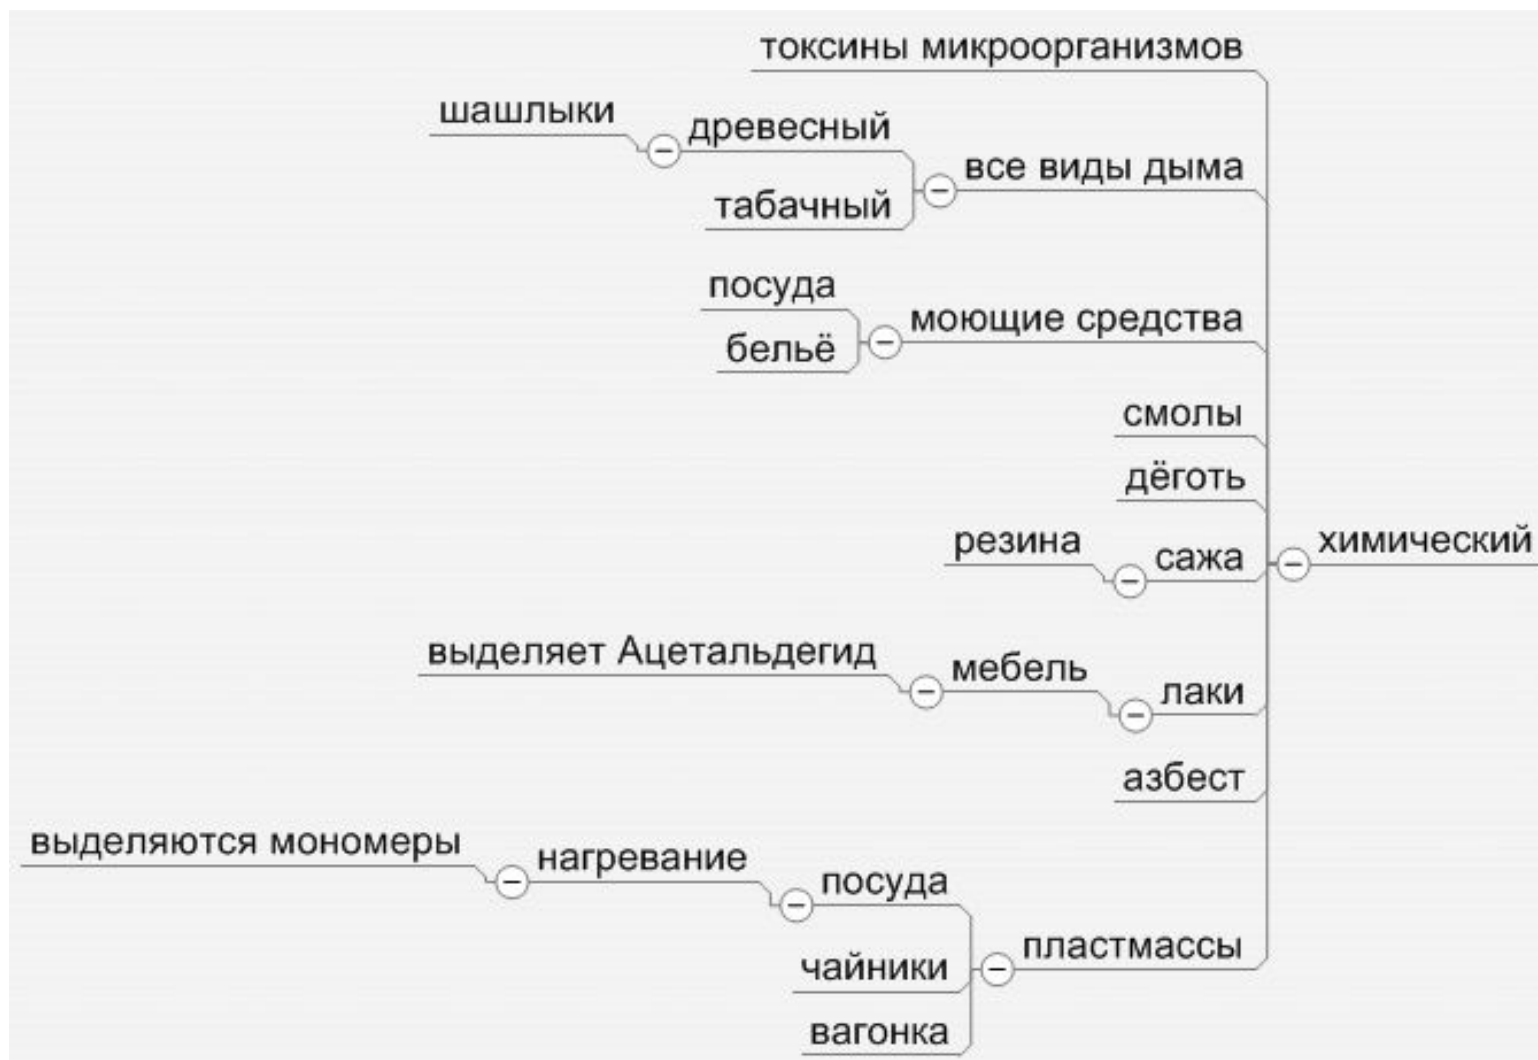 токсины микроорганизмов
шашлыки
древесный
все виды дыма
табачный
посуда
моющие средства
бельё
смолы
дёготь
резина
сажа
химический
выделяет Ацетальдегид
мебель
лаки
азбест
выделяются мономеры
нагревание
посуда
пластмассы
чайники
вагонка